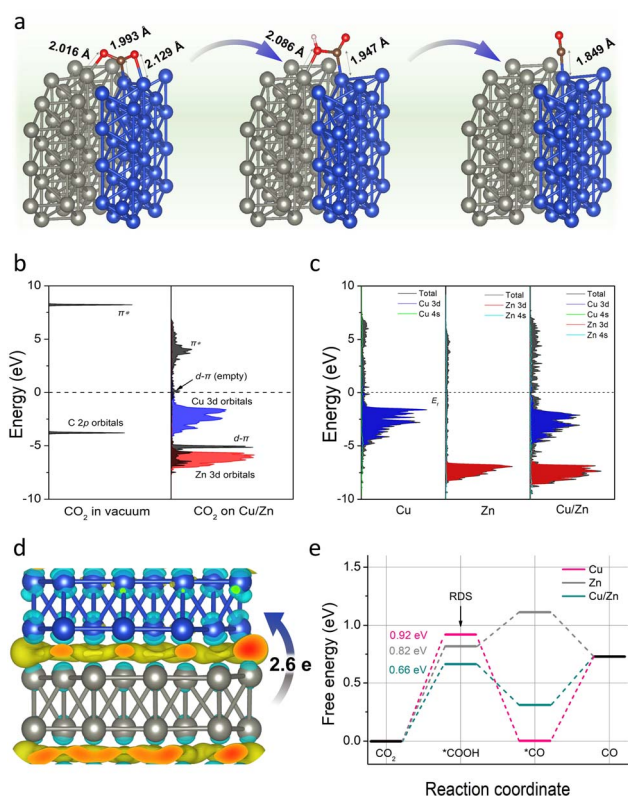 a
2.016 Å
1.993 Å
2.129 Å
2.086 Å
1.947 Å
1.849 Å
b
Energy (eV)
10
5
0
-5
-10
π*
C 2p orbitals
π*
d-π (empty)
Cu 3d orbitals
d-π
Zn 3d orbitals
CO2 in vacuum
CO2 on Cu/Zn
c
Energy (eV)
10
5
0
-5
-10
Total
Cu 3d
Cu 4s
Total
Zn 3d
Zn 4s
Total
Cu 3d
Cu 4s
Zn 3d
Zn 4s
Cu
Zn
Cu/Zn
d
2.6 e
e
Free energy (eV)
1.5
1.0
0.5
0.0
RDS
Cu
Zn
Cu/Zn
0.92 eV
0.82 eV
0.66 eV
CO2
*COOH
*CO
CO
Reaction coordinate